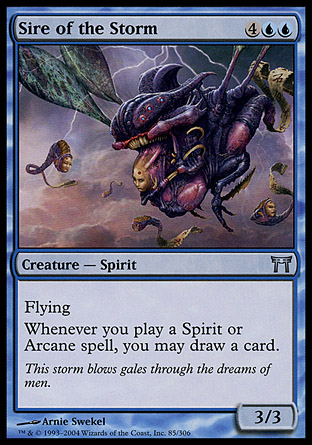 Sire of the Storm 4
Creature — Spirit
Flying
Whenever you play a Spirit or
Arcane spell, you may draw a card.
This storm blows gales through the dreams of
men.
Arnie Swekel
™ & © 1993–2004 Wizards of the Coast, Inc. 85/306
3/3